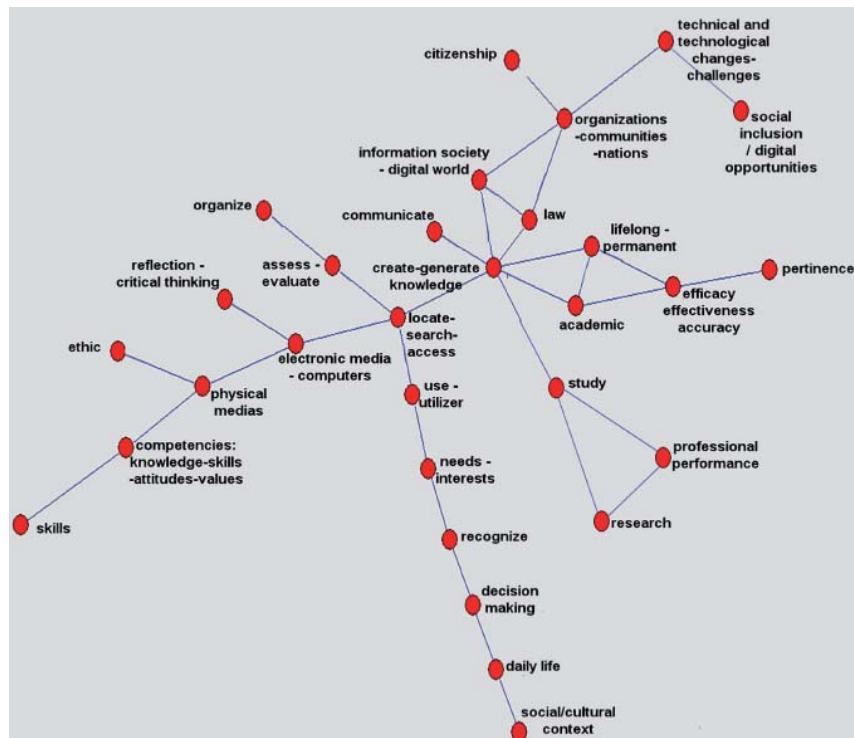 technical and
technological
changes-
challenges
citizenship
social
inclusion
/ digital
opportunities
organizations
-communities
-nations
information society
- digital world
organize
communicate
law
lifelong -
permanent
reflection -
critical thinking
assess -
evaluate
create-generate
knowledge
pertinence
efficacy
effectiveness
accuracy
academic
locate-
search-
access
ethic
electronic media
- computers
physical
medias
use -
utilizer
study
competencies:
knowledge-skills
-attitudes-values
professional
performance
needs -
interests
skills
research
recognize
decision
making
daily life
social/cultural
context